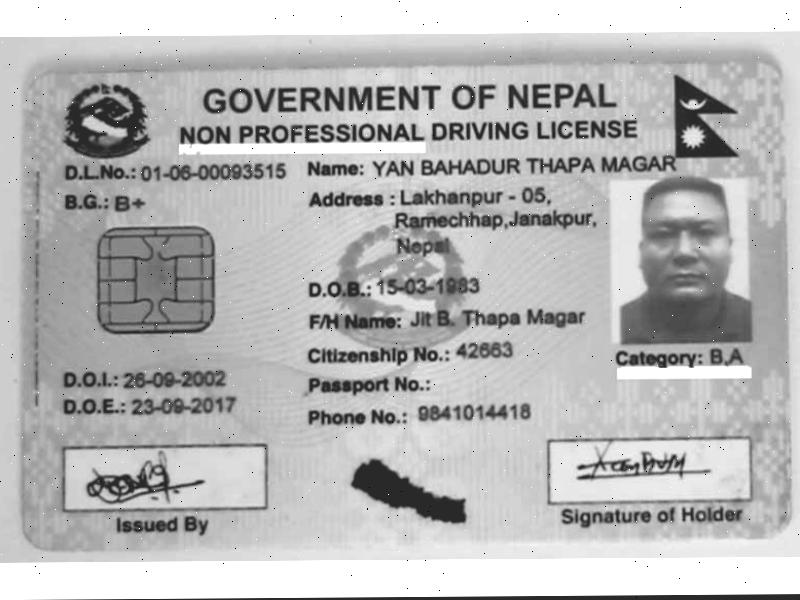 GOVERNMENT OF NEPAL
NON PROFESSIONAL DRIVING LICENSE
D.L.No.: 01-06-00093515
B.G.: B+
Name: YAN BAHADUR THAPA MAGAR
Address : Lakhanpur - 05,
Ramechhap,Janakpur,
Nepal
D.O.B.: 15-03-1983
F/H Name: Jit B. Thapa Magar
Citizenship No.: 42663
Category: B,A
D.O.I.: 26-09-2002
Passport No.:
D.O.E.: 23-09-2017
Phone No.: 9841014418
Issued By
Signature of Holder